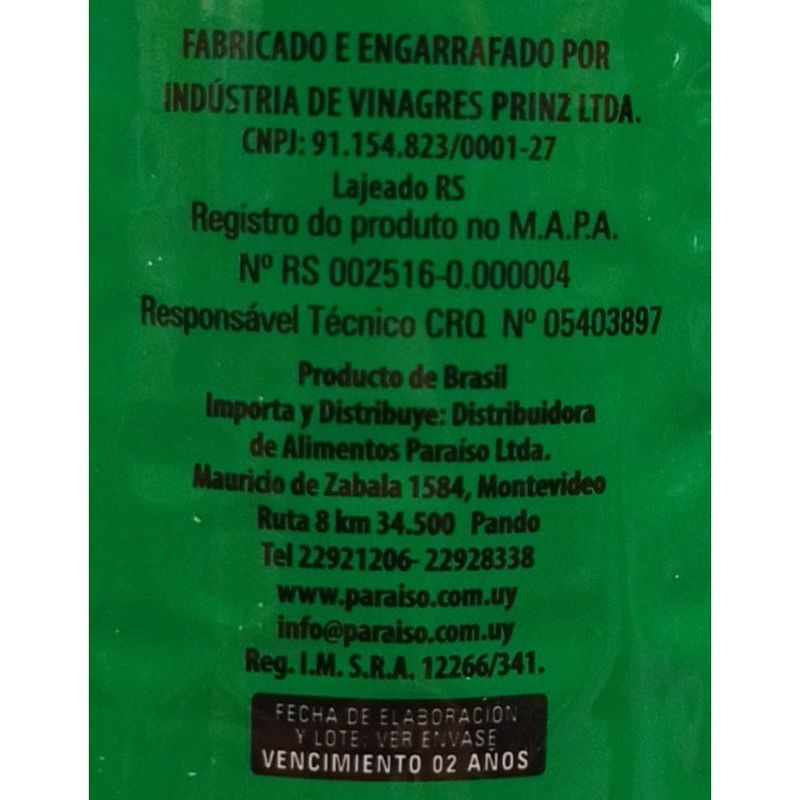 FABRICADO E ENGARRAFADO POR
INDÚSTRIA DE VINAGRES PRINZ LTDA.
CNPJ: 91.154.823/0001-27
Lajeado RS
Registro do produto no M.A.P.A.
Nº RS 002516-0.000004
Responsável Técnico CRQ Nº 05403897
Producto de Brasil
Importa y Distribuye: Distribuidora
de Alimentos Paraíso Ltda.
Mauricio de Zabala 1584, Montevideo
Ruta 8 km 34.500 Pando
Tel 22921206- 22928338
www.paraiso.com.uy
info@paraiso.com.uy
Reg. I.M. S.R.A. 12266/341.
FECHA DE ELABORACIÓN
Y LOTE: VER ENVASE
VENCIMIENTO 02 AÑOS